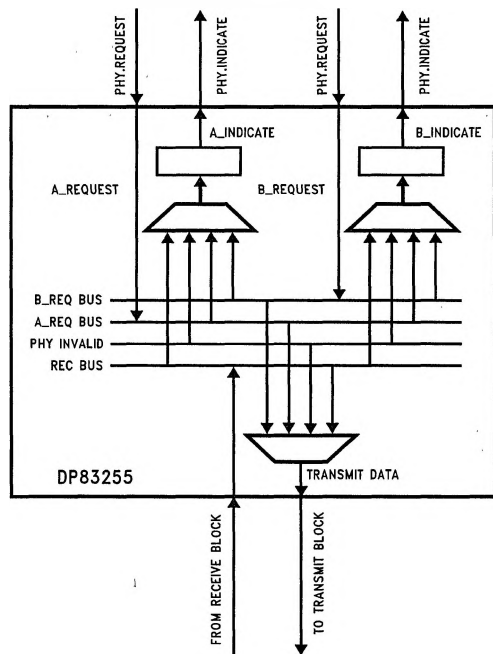 PHY.REQUEST
PHY.INDICATE
PHY.REQUEST
PHY.INDICATE
A_INDICATE
B_INDICATE
A_REQUEST
B_REQUEST
B_REQ BUS
A_REQ BUS
PHY INVALID
REC BUS
TRANSMIT DATA
DP83255
FROM RECEIVE BLOCK
TO TRANSMIT BLOCK